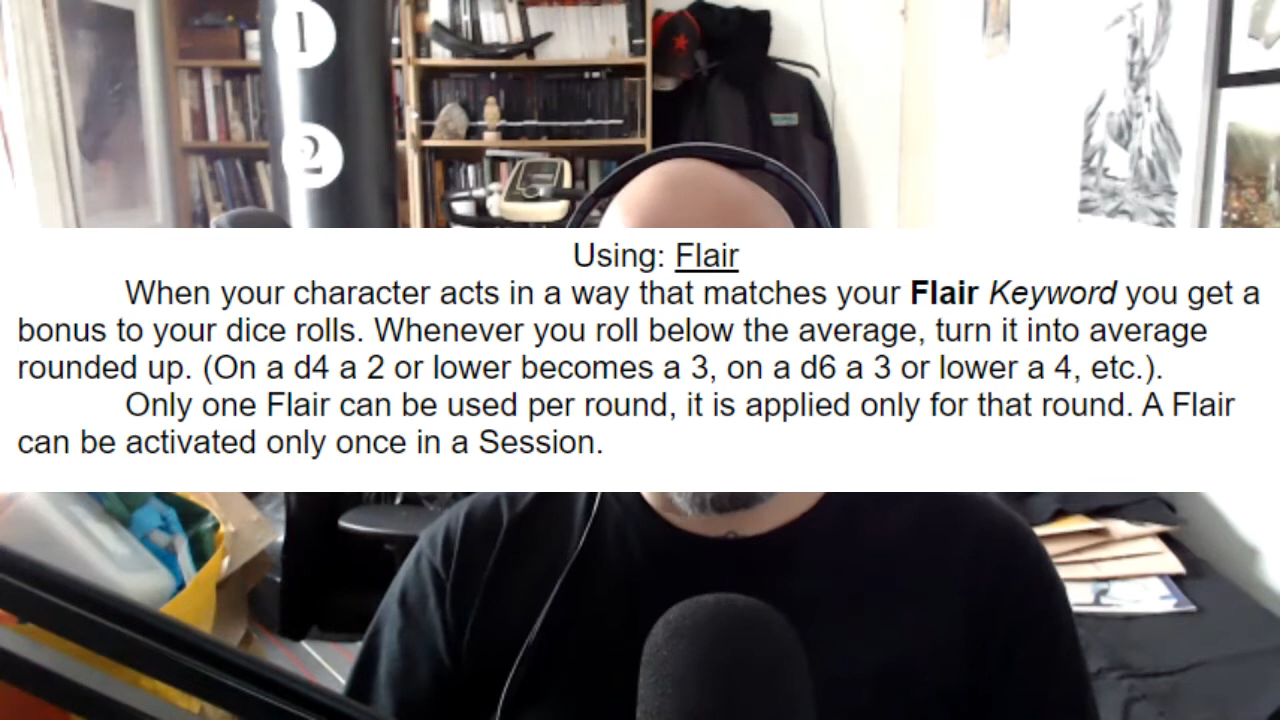 1
2
Using: Flair
When your character acts in a way that matches your Flair Keyword you get a
bonus to your dice rolls. Whenever you roll below the average, turn it into average
rounded up. (On a d4 a 2 or lower becomes a 3, on a d6 a 3 or lower a 4, etc.).
Only one Flair can be used per round, it is applied only for that round. A Flair
can be activated only once in a Session.